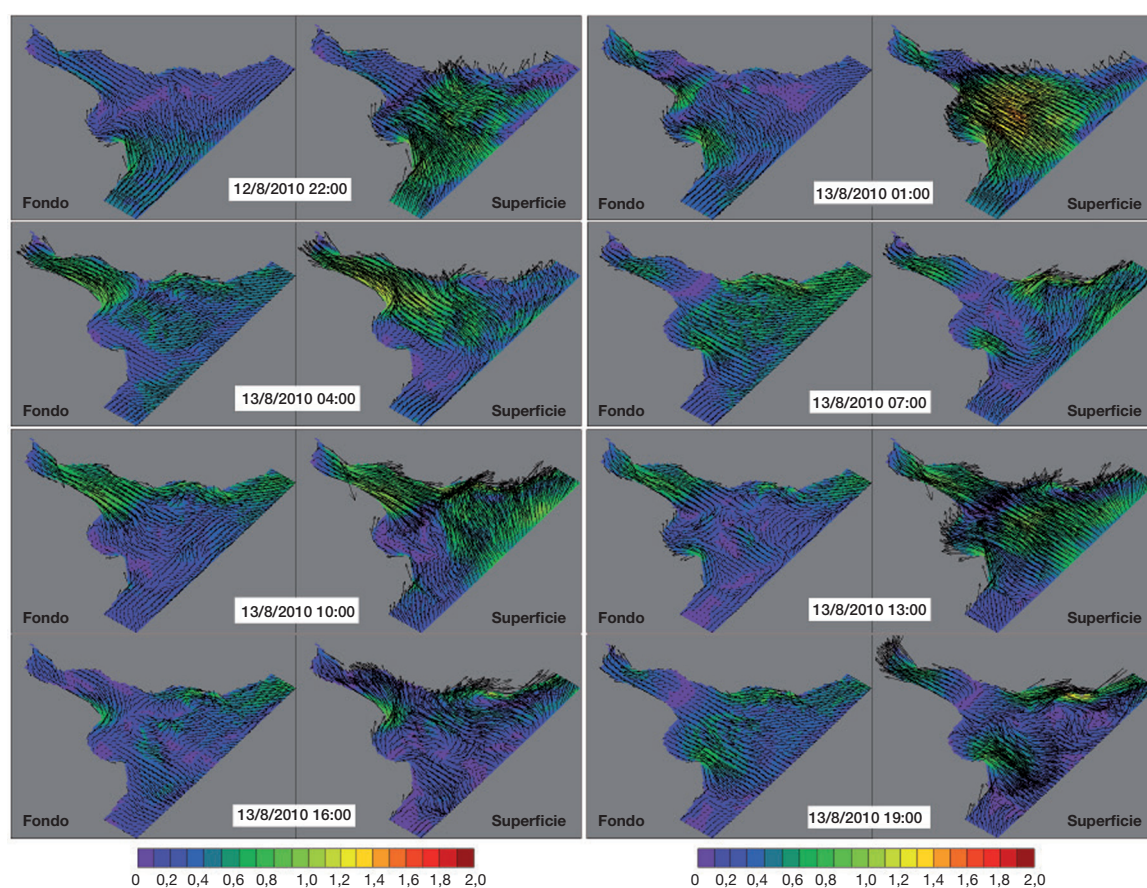 Fondo
12/8/2010 22:00
Superficie
Fondo
13/8/2010 01:00
Superficie
Fondo
13/8/2010 04:00
Superficie
Fondo
13/8/2010 07:00
Superficie
Fondo
13/8/2010 10:00
Superficie
Fondo
13/8/2010 13:00
Superficie
Fondo
13/8/2010 16:00
Superficie
Fondo
13/8/2010 19:00
Superficie
0 0,2 0,4 0,6 0,8 1,0 1,2 1,4 1,6 1,8 2,0
0 0,2 0,4 0,6 0,8 1,0 1,2 1,4 1,6 1,8 2,0